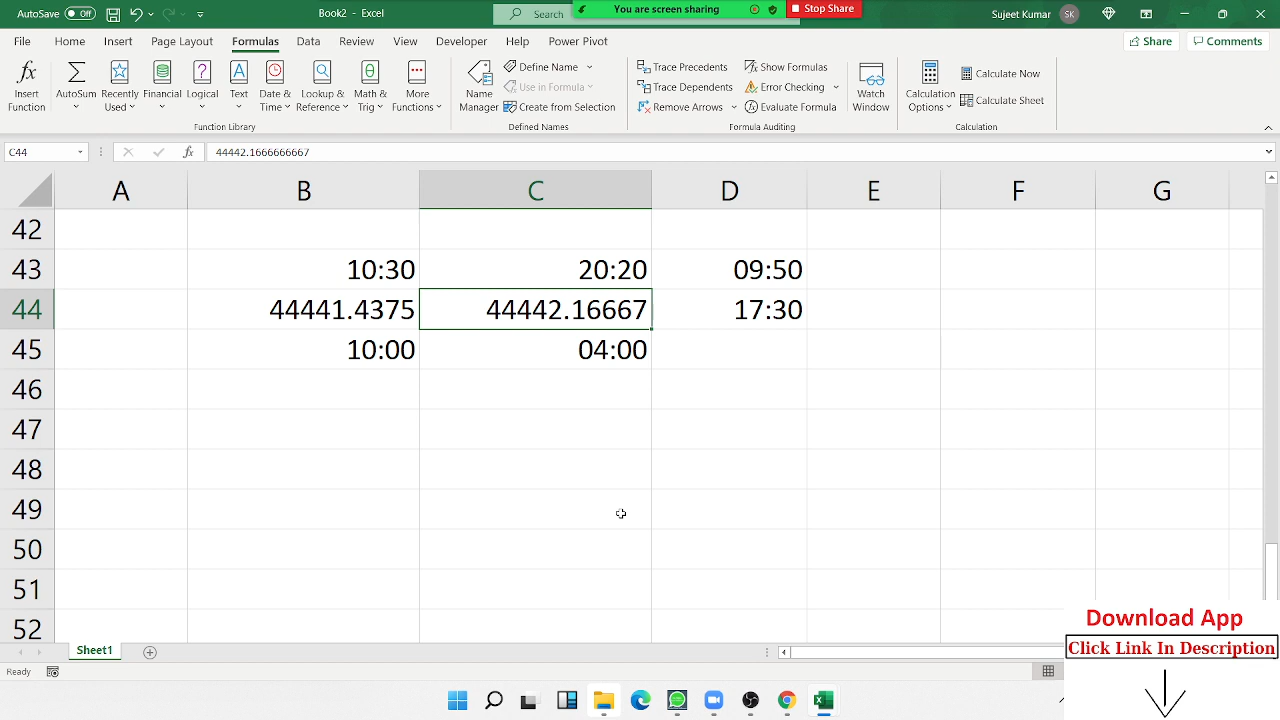 AutoSave Off Book2 - Excel Search You are screen sharing Stop Share Sujeet Kumar SK
File Home Insert Page Layout Formulas Data Review View Developer Help Power Pivot Share Comments
Insert Function
AutoSum
Recently Used
Financial
Logical
Text
Date & Time
Lookup & Reference
Math & Trig
More Functions
Function Library
Name Manager
Define Name
Use in Formula
Create from Selection
Defined Names
Trace Precedents
Trace Dependents
Remove Arrows
Show Formulas
Error Checking
Evaluate Formula
Formula Auditing
Watch Window
Calculation Options
Calculate Now
Calculate Sheet
Calculation
C44 fx 44442.1666666667
A B C D E F G
42
43 10:30 20:20 09:50
44 44441.4375 44442.16667 17:30
45 10:00 04:00
46
47
48
49
50
51
52
Sheet1
Ready
Download App
Click Link In Description